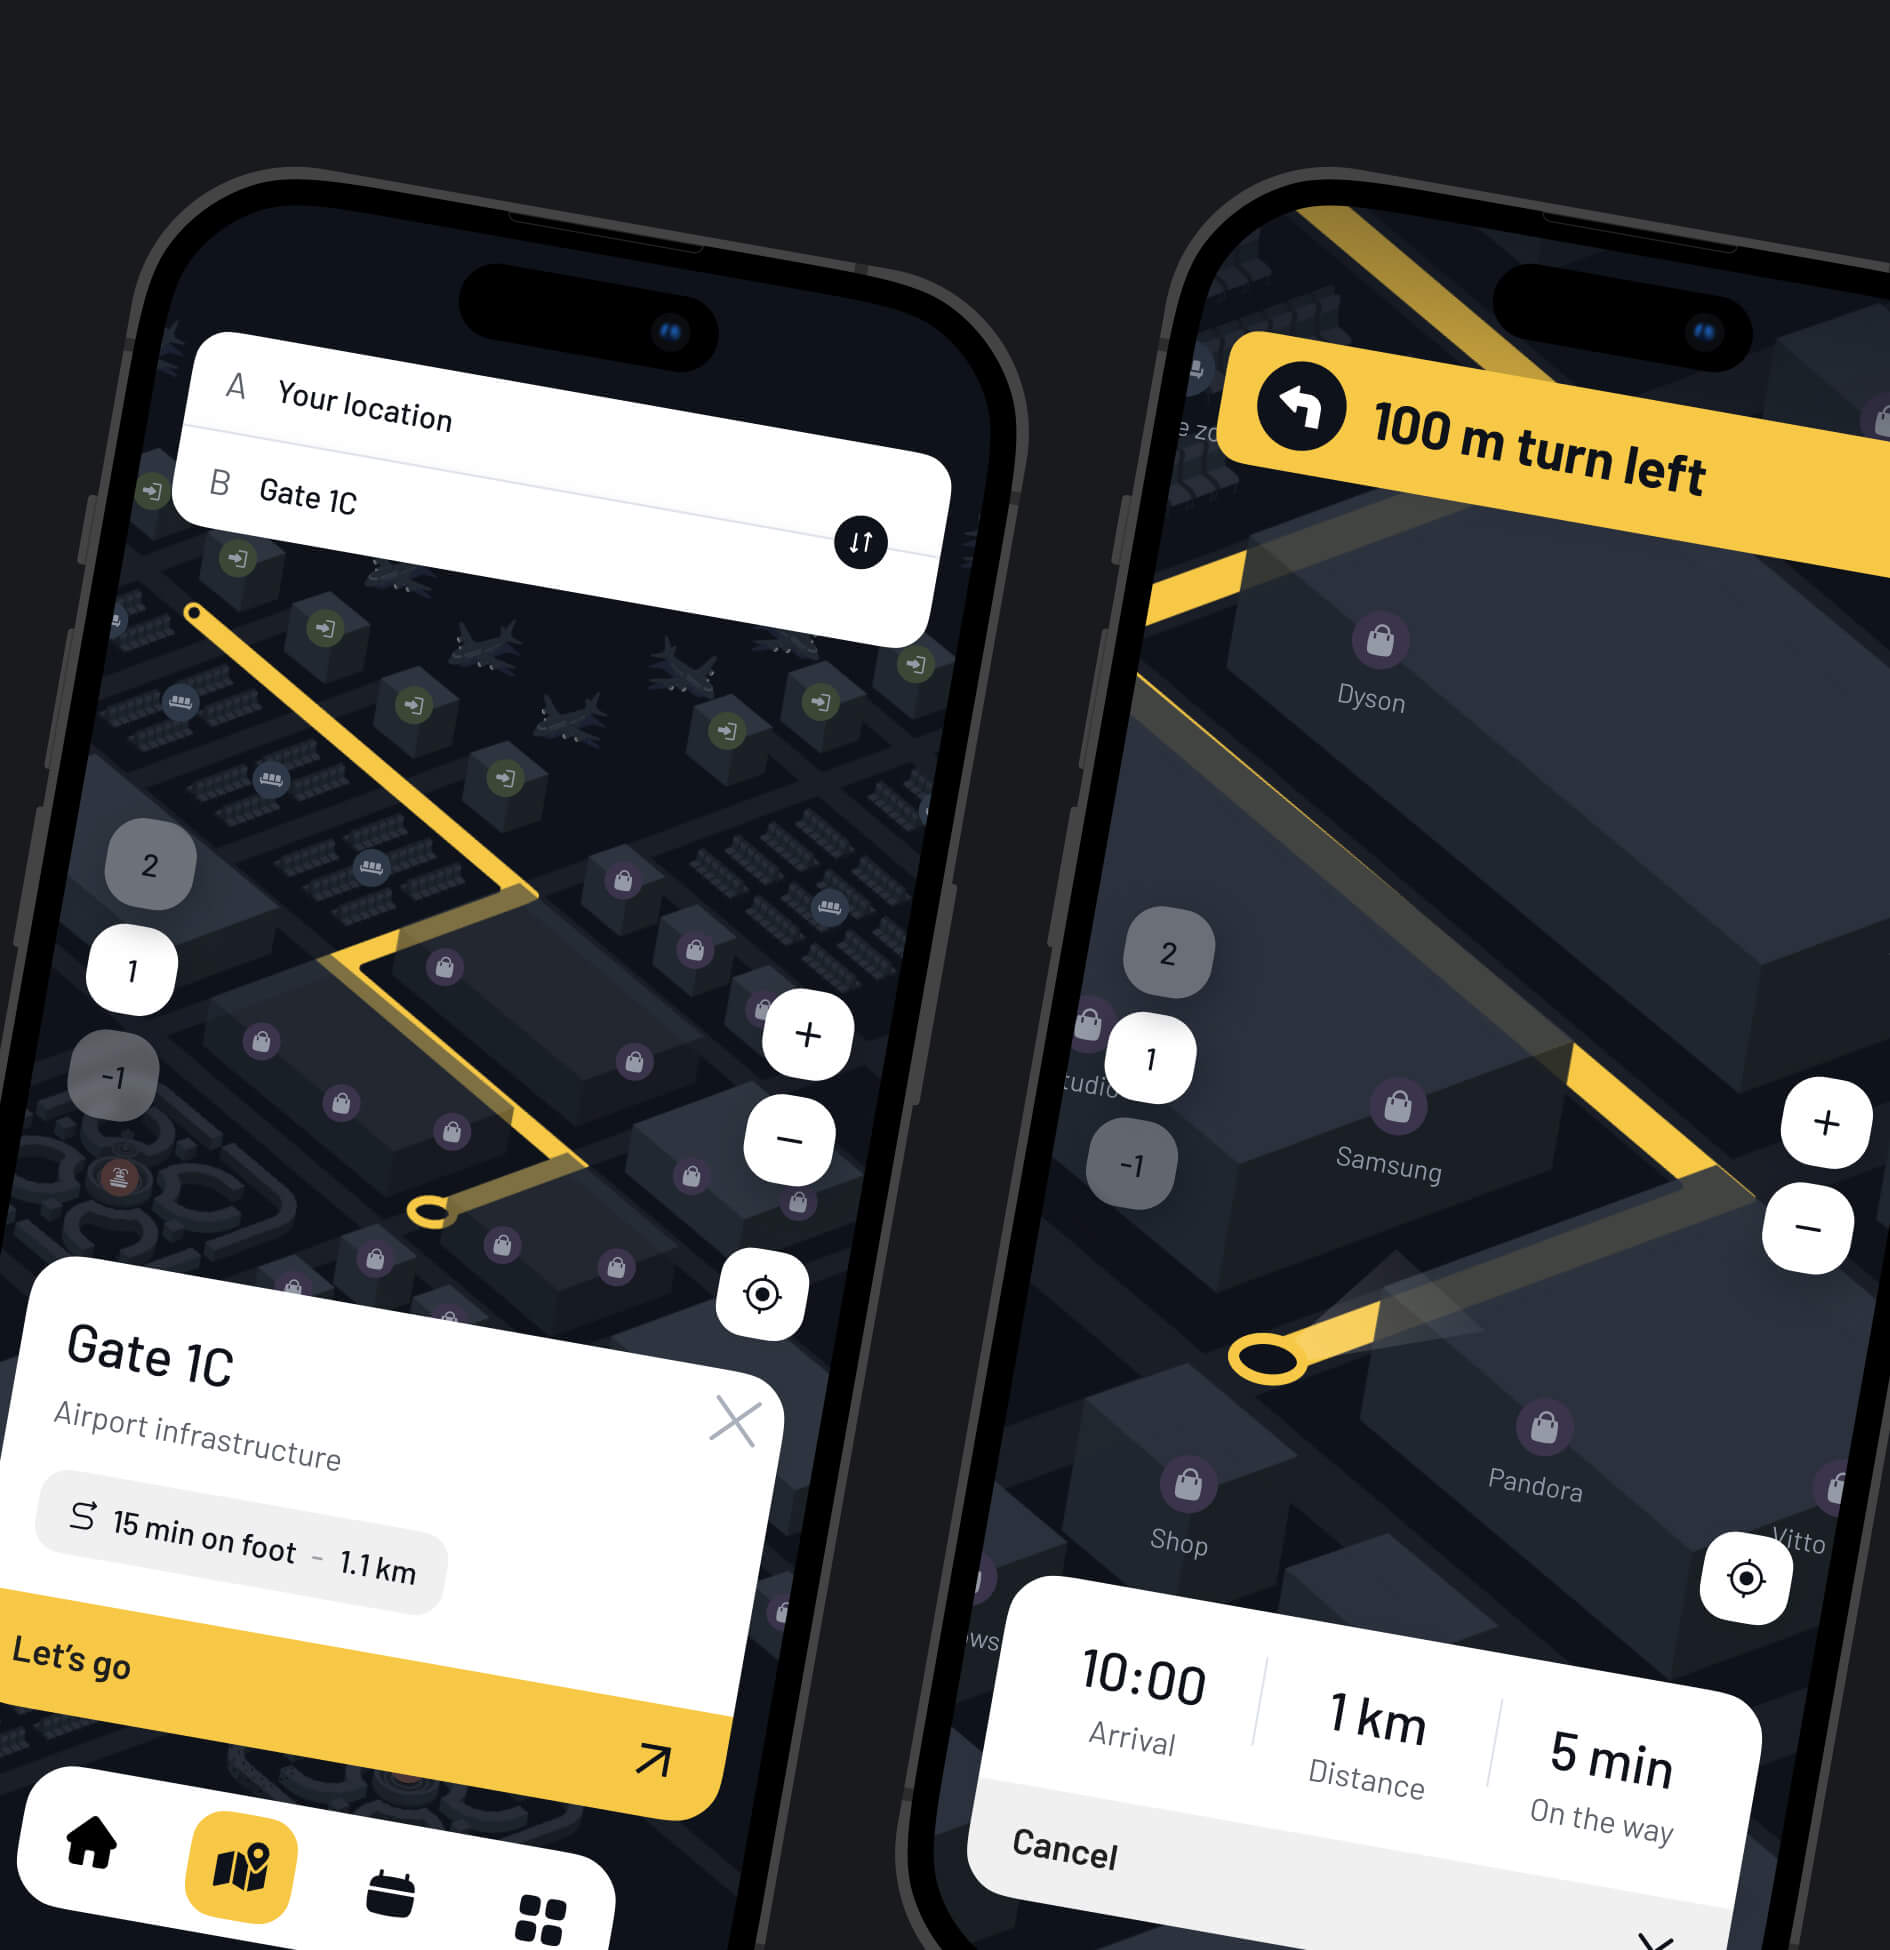 A Your location
B Gate 1C
2
1
-1
+
−
Gate 1C
Airport infrastructure
15 min on foot - 1.1 km
Let's go
100 m turn left
Dyson
2
1
-1
Samsung
+
−
Pandora
Shop
Vitto
10:00
Arrival
1 km
Distance
5 min
On the way
Cancel